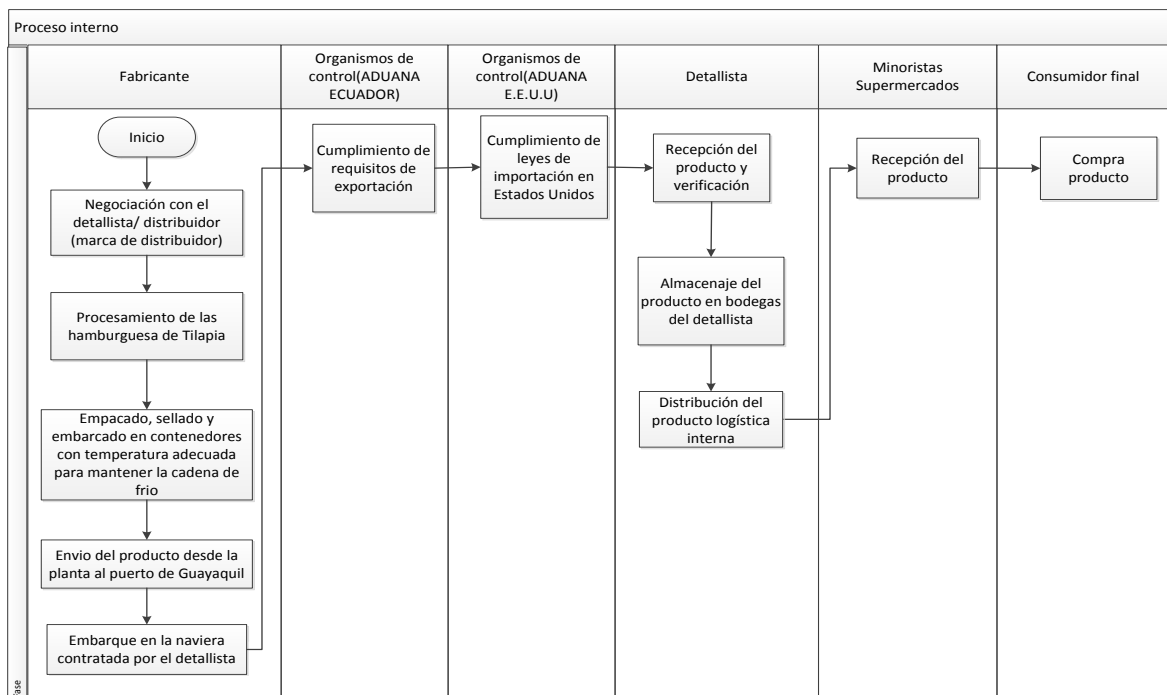 Proceso interno
Fabricante
Organismos de
control(ADUANA
ECUADOR)
Organismos de
control(ADUANA
E.E.U.U)
Detallista
Minoristas
Supermercados
Consumidor final
Inicio
Negociación con el
detallista/ distribuidor
(marca de distribuidor)
Procesamiento de las
hamburguesa de Tilapia
Empacado, sellado y
embarcado en contenedores
con temperatura adecuada
para mantener la cadena de
frio
Envio del producto desde la
planta al puerto de Guayaquil
Embarque en la naviera
contratada por el detallista
Cumplimiento de
requisitos de
exportación
Cumplimiento de
leyes de
importación en
Estados Unidos
Recepción del
producto y
verificación
Almacenaje del
producto en bodegas
del detallista
Distribución del
producto logística
interna
Recepción del
producto
Compra
producto
Fase